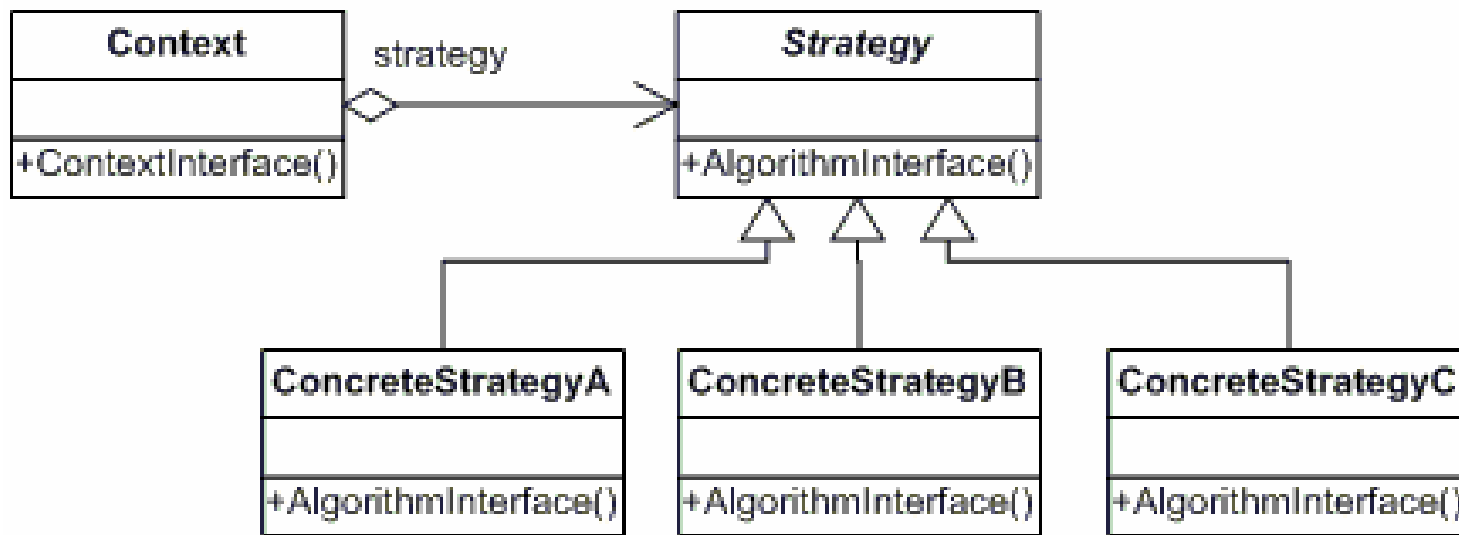 Context
strategy
Strategy
+ContextInterface()
+AlgorithmInterface()
ConcreteStrategyA
ConcreteStrategyB
ConcreteStrategyC
+AlgorithmInterface()
+AlgorithmInterface()
+AlgorithmInterface()